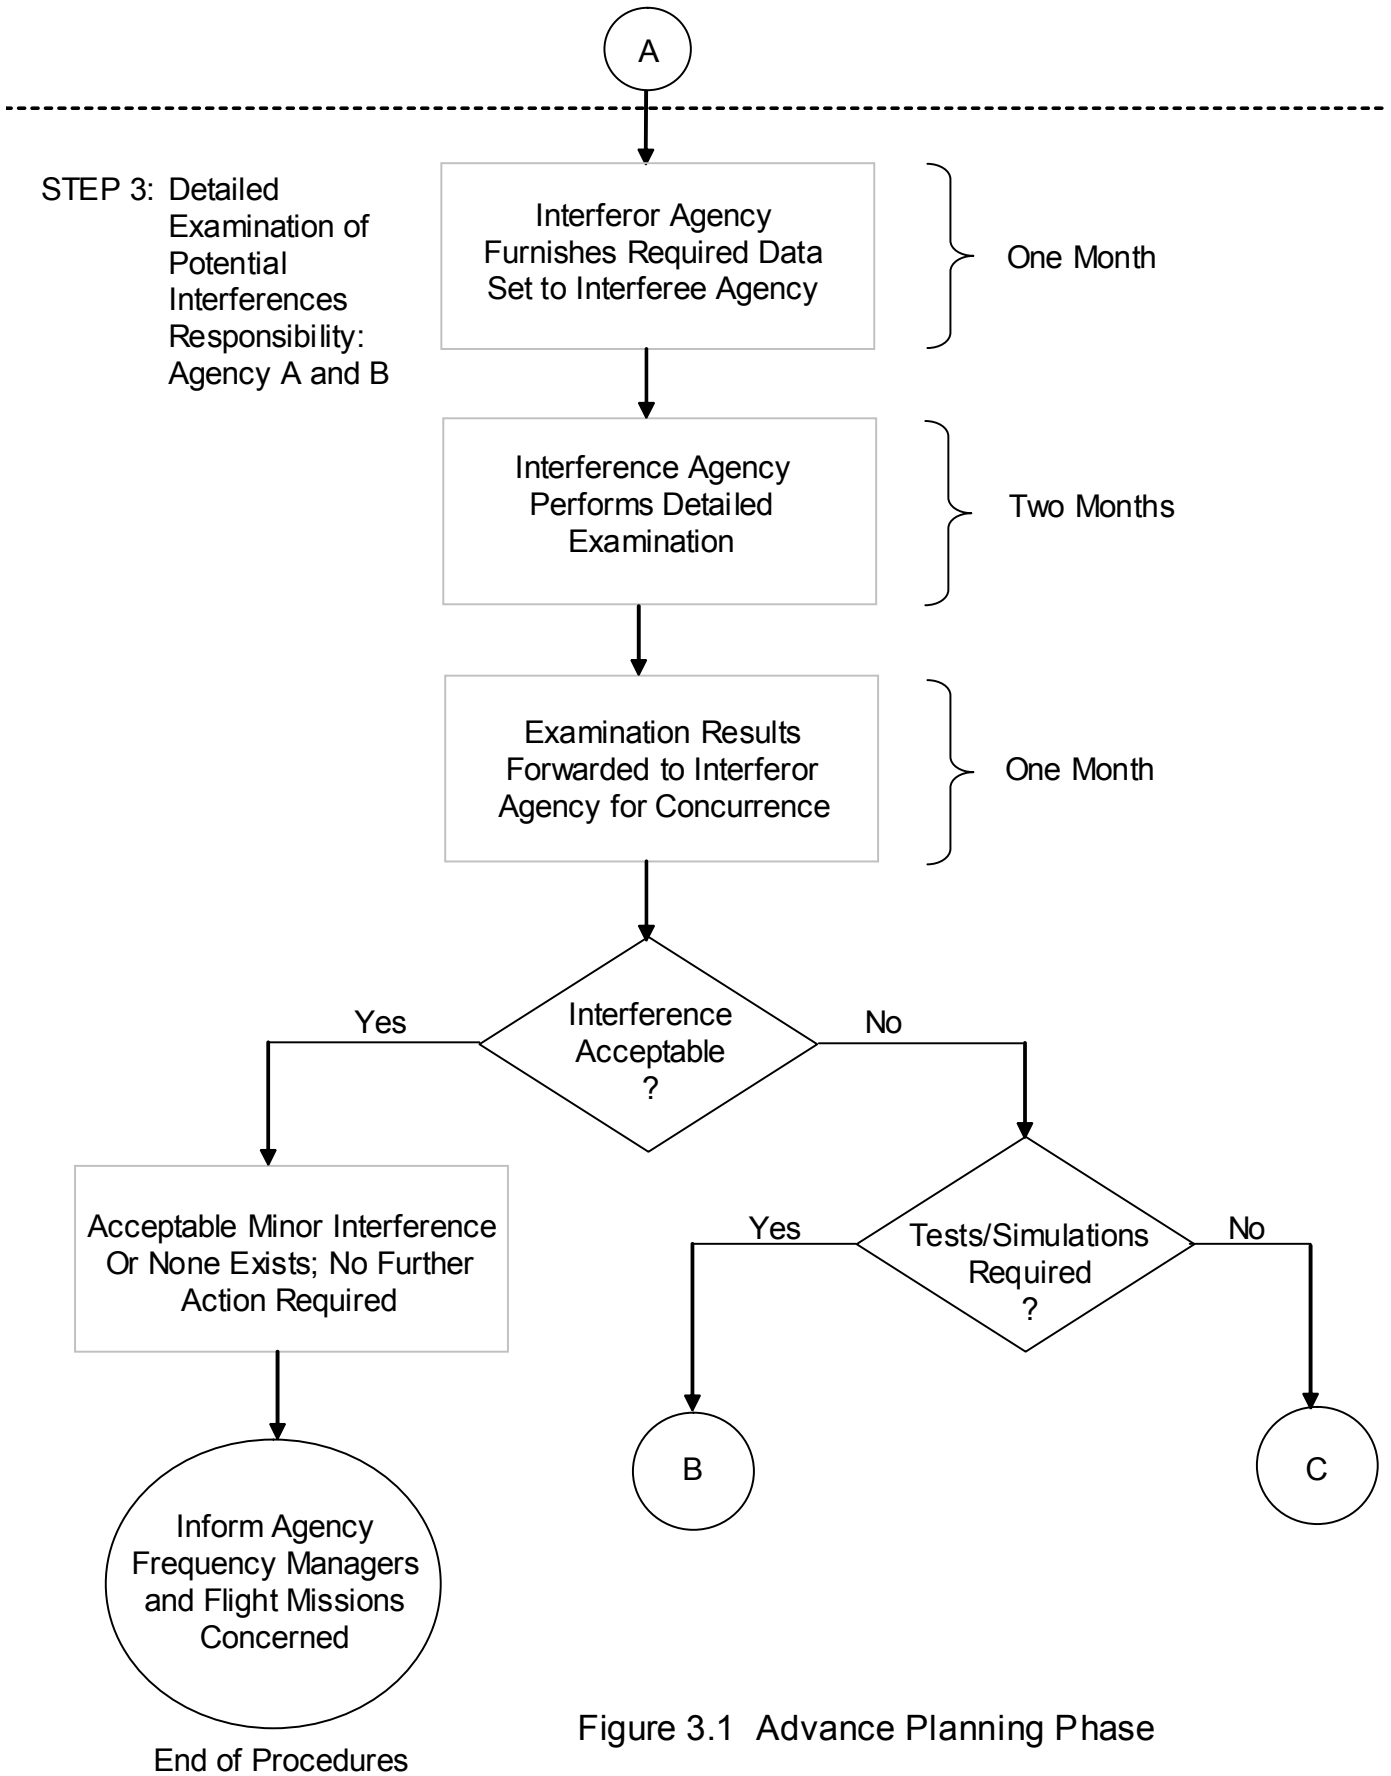 A
STEP 3: Detailed
Examination of
Potential
Interferences
Responsibility:
Agency A and B
Interferor Agency
Furnishes Required Data
Set to Interferee Agency
One Month
Interference Agency
Performs Detailed
Examination
Two Months
Examination Results
Forwarded to Interferor
Agency for Concurrence
One Month
Interference
Acceptable
?
Yes
No
Acceptable Minor Interference
Or None Exists; No Further
Action Required
Tests/Simulations
Required
?
Yes
No
B
C
Inform Agency
Frequency Managers
and Flight Missions
Concerned
End of Procedures
Figure 3.1 Advance Planning Phase